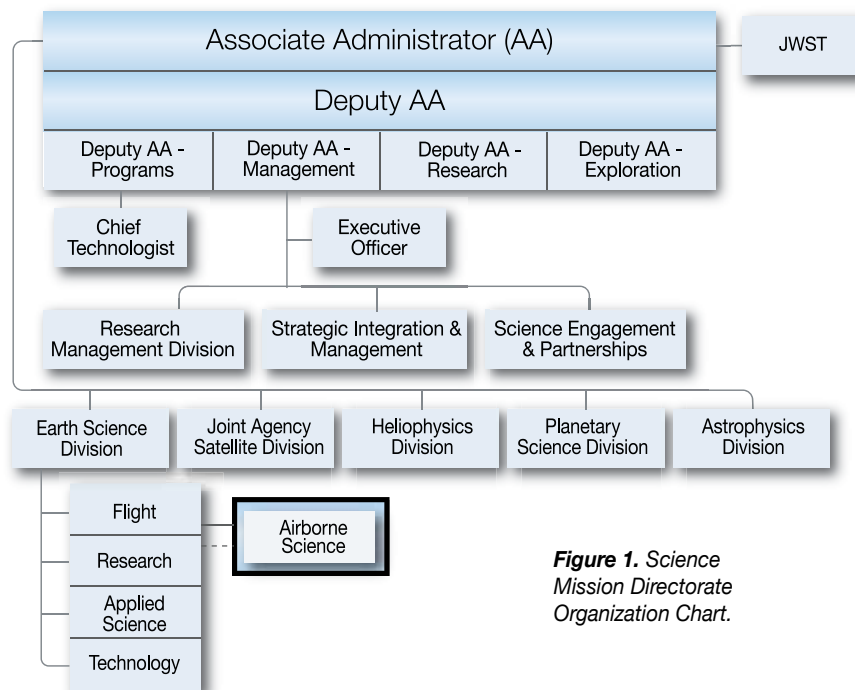 Associate Administrator (AA)
JWST
Deputy AA
Deputy AA -
Programs
Deputy AA -
Management
Deputy AA -
Research
Deputy AA -
Exploration
Chief
Technologist
Executive
Officer
Research
Management Division
Strategic Integration &
Management
Science Engagement
& Partnerships
Earth Science
Division
Joint Agency
Satellite Division
Heliophysics
Division
Planetary
Science Division
Astrophysics
Division
Flight
Research
Applied
Science
Technology
Airborne
Science
Figure 1. Science
Mission Directorate
Organization Chart.